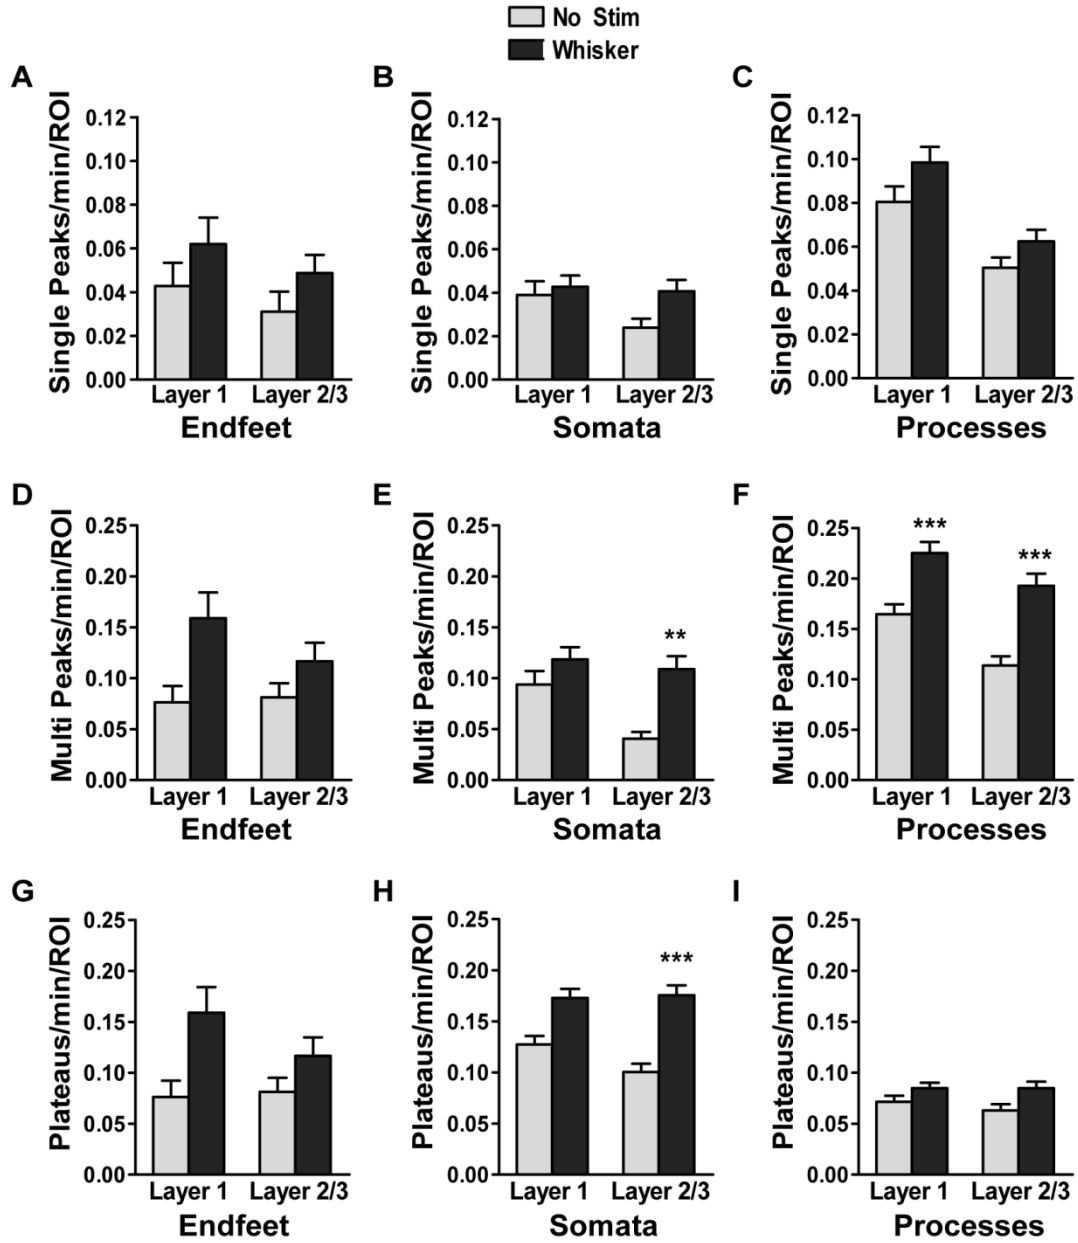 No Stim
Whisker
A
Single Peaks/min/ROI
0.12
0.10
0.08
0.06
0.04
0.02
0.00
Layer 1 Layer 2/3
Endfeet
B
Single Peaks/min/ROI
0.12
0.10
0.08
0.06
0.04
0.02
0.00
Layer 1 Layer 2/3
Somata
C
Single Peaks/min/ROI
0.12
0.10
0.08
0.06
0.04
0.02
0.00
Layer 1 Layer 2/3
Processes
D
Multi Peaks/min/ROI
0.25
0.20
0.15
0.10
0.05
0.00
Layer 1 Layer 2/3
Endfeet
E
Multi Peaks/min/ROI
0.25
0.20
0.15
0.10
0.05
0.00
**
Layer 1 Layer 2/3
Somata
F
Multi Peaks/min/ROI
0.25
0.20
0.15
0.10
0.05
0.00
***
***
Layer 1 Layer 2/3
Processes
G
Plateaus/min/ROI
0.25
0.20
0.15
0.10
0.05
0.00
Layer 1 Layer 2/3
Endfeet
H
Plateaus/min/ROI
0.25
0.20
0.15
0.10
0.05
0.00
***
Layer 1 Layer 2/3
Somata
I
Plateaus/min/ROI
0.25
0.20
0.15
0.10
0.05
0.00
Layer 1 Layer 2/3
Processes